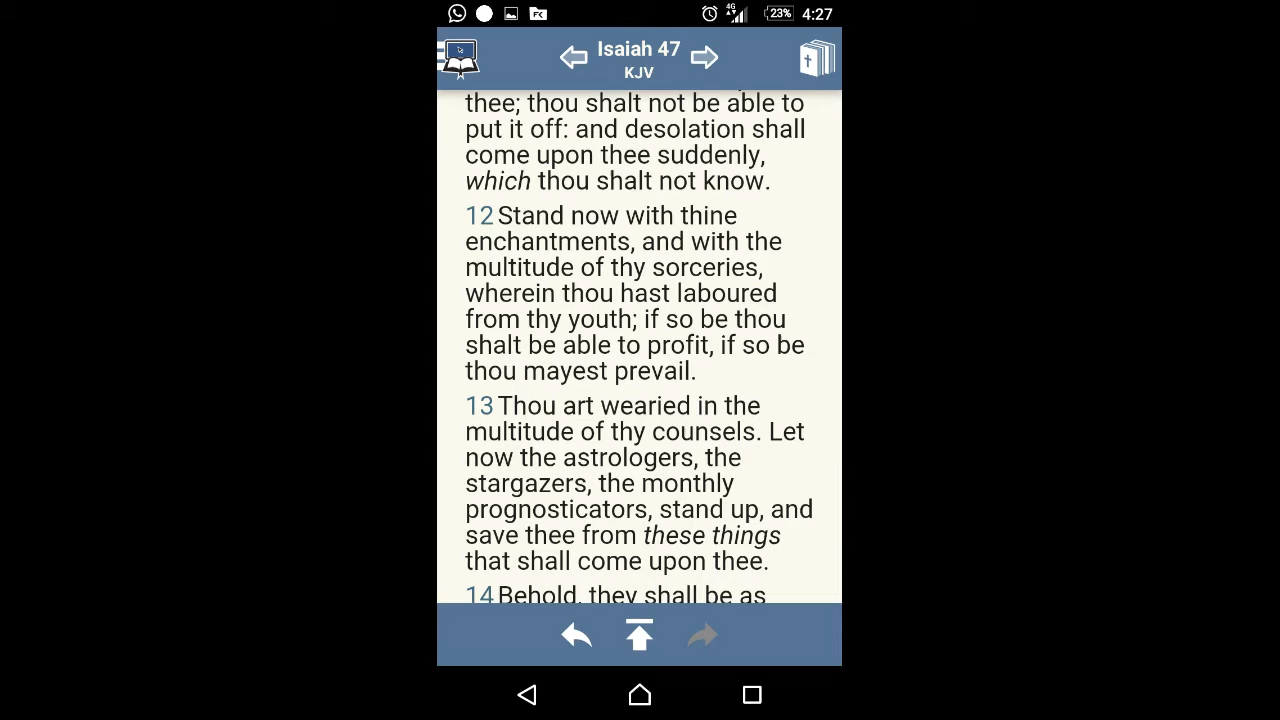 FK 4G 23% 4:27
Isaiah 47
KJV
thee; thou shalt not be able to
put it off: and desolation shall
come upon thee suddenly,
which thou shalt not know.
12 Stand now with thine
enchantments, and with the
multitude of thy sorceries,
wherein thou hast laboured
from thy youth; if so be thou
shalt be able to profit, if so be
thou mayest prevail.
13 Thou art wearied in the
multitude of thy counsels. Let
now the astrologers, the
stargazers, the monthly
prognosticators, stand up, and
save thee from these things
that shall come upon thee.
14 Behold, they shall be as